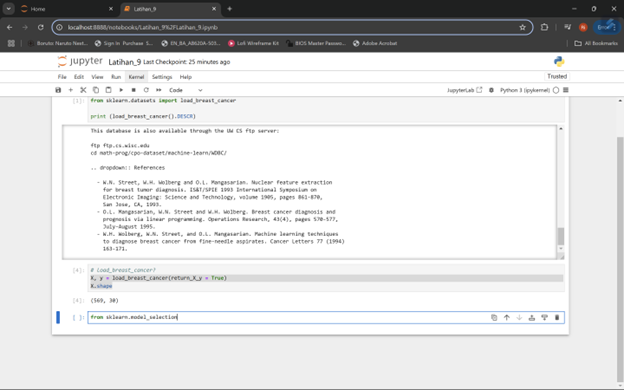 Home
Latihan_9
localhost:8888/notebooks/Latihan_9%2FLatihan_9.ipynb
Boruto: Naruto Next...
Sign In
Purchase S...
EN_BA_AB620A-S03...
LoFi Wireframe Kit
BIOS Master Passwo...
Adobe Acrobat
All Bookmarks
jupyter Latihan_9 Last Checkpoint: 25 minutes ago
File Edit View Run Kernel Settings Help
Trusted
Code
JupyterLab
Python 3 (ipykernel)
[1]: from sklearn.datasets import load_breast_cancer
print (load_breast_cancer().DESCR)
This database is also available through the UW CS ftp server:
ftp ftp.cs.wisc.edu
cd math-prog/cpo-dataset/machine-learn/WDBC/
.. dropdown:: References
- W.N. Street, W.H. Wolberg and O.L. Mangasarian. Nuclear feature extraction
for breast tumor diagnosis. IS&T/SPIE 1993 International Symposium on
Electronic Imaging: Science and Technology, volume 1905, pages 861-870,
San Jose, CA, 1993.
- O.L. Mangasarian, W.N. Street and W.H. Wolberg. Breast cancer diagnosis and
prognosis via linear programming. Operations Research, 43(4), pages 570-577,
July-August 1995.
- W.H. Wolberg, W.N. Street, and O.L. Mangasarian. Machine learning techniques
to diagnose breast cancer from fine-needle aspirates. Cancer Letters 77 (1994)
163-171.
[4]: # Load_breast_cancer?
X, y = load_breast_cancer(return_X_y = True)
X.shape
[4]: (569, 30)
[ ]: from sklearn.model_selection